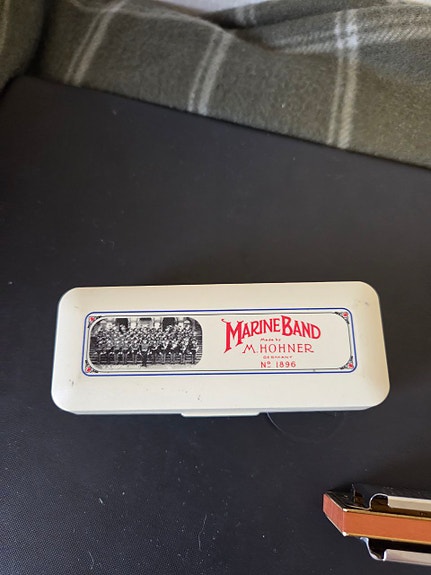 MARINE BAND
Made by
M. HOHNER
GERMANY
No 1896